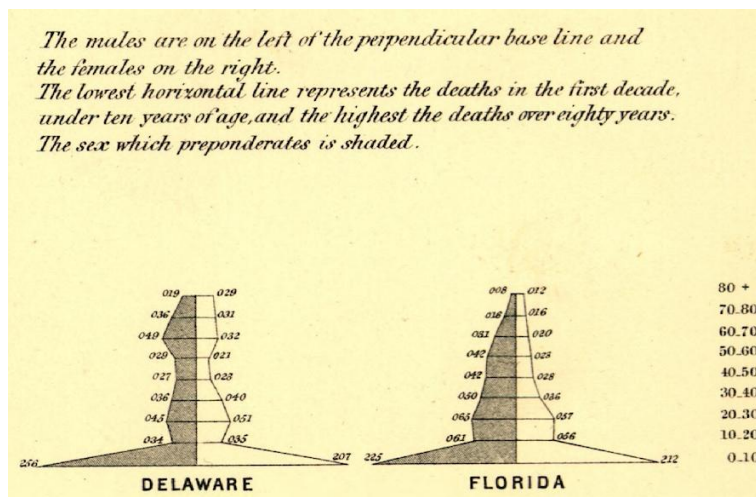 The males are on the left of the perpendicular base line and
the females on the right.
The lowest horizontal line represents the deaths in the first decade,
under ten years of age, and the highest the deaths over eighty years.
The sex which preponderates is shaded.
019 029 008 012 80 +
036 031 018 016 70-80
049 032 031 020 60-70
029 021 042 023 50-60
027 023 042 028 40-50
036 040 050 036 30-40
045 051 065 057 20-30
034 035 061 056 10-20
256 207 225 212 0-10
DELAWARE FLORIDA